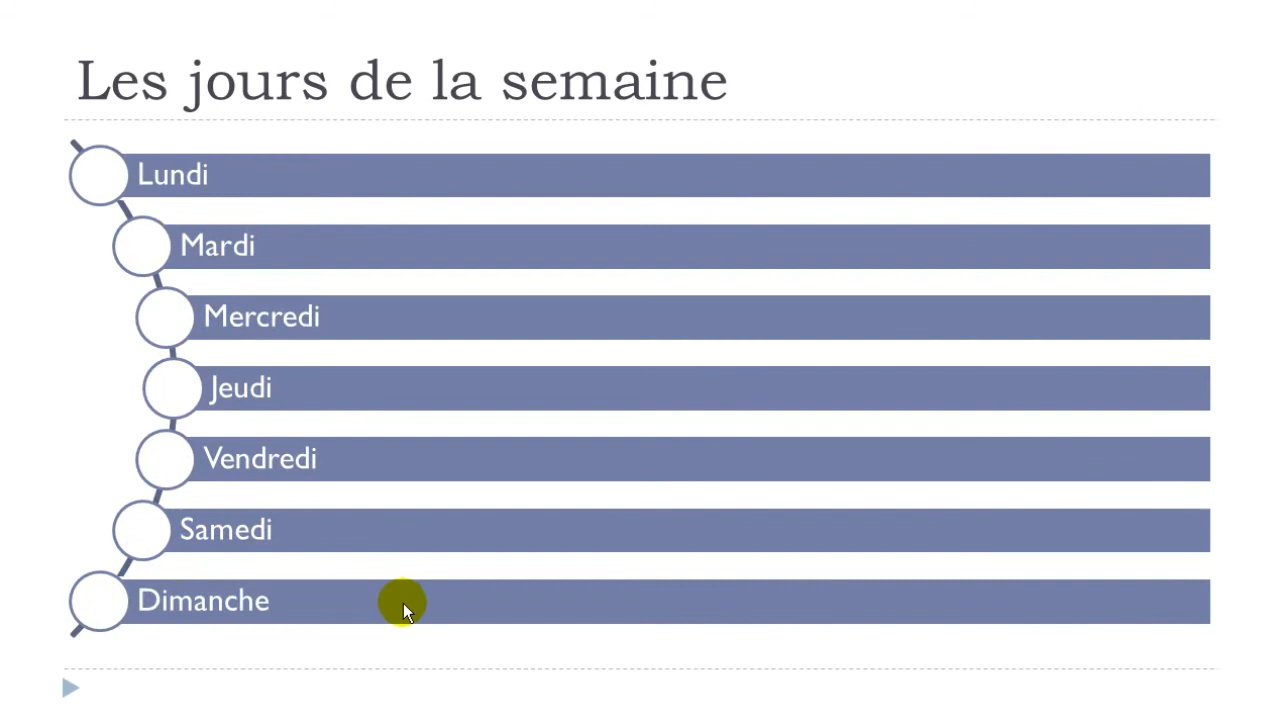 Les jours de la semaine
Lundi
Mardi
Mercredi
Jeudi
Vendredi
Samedi
Dimanche